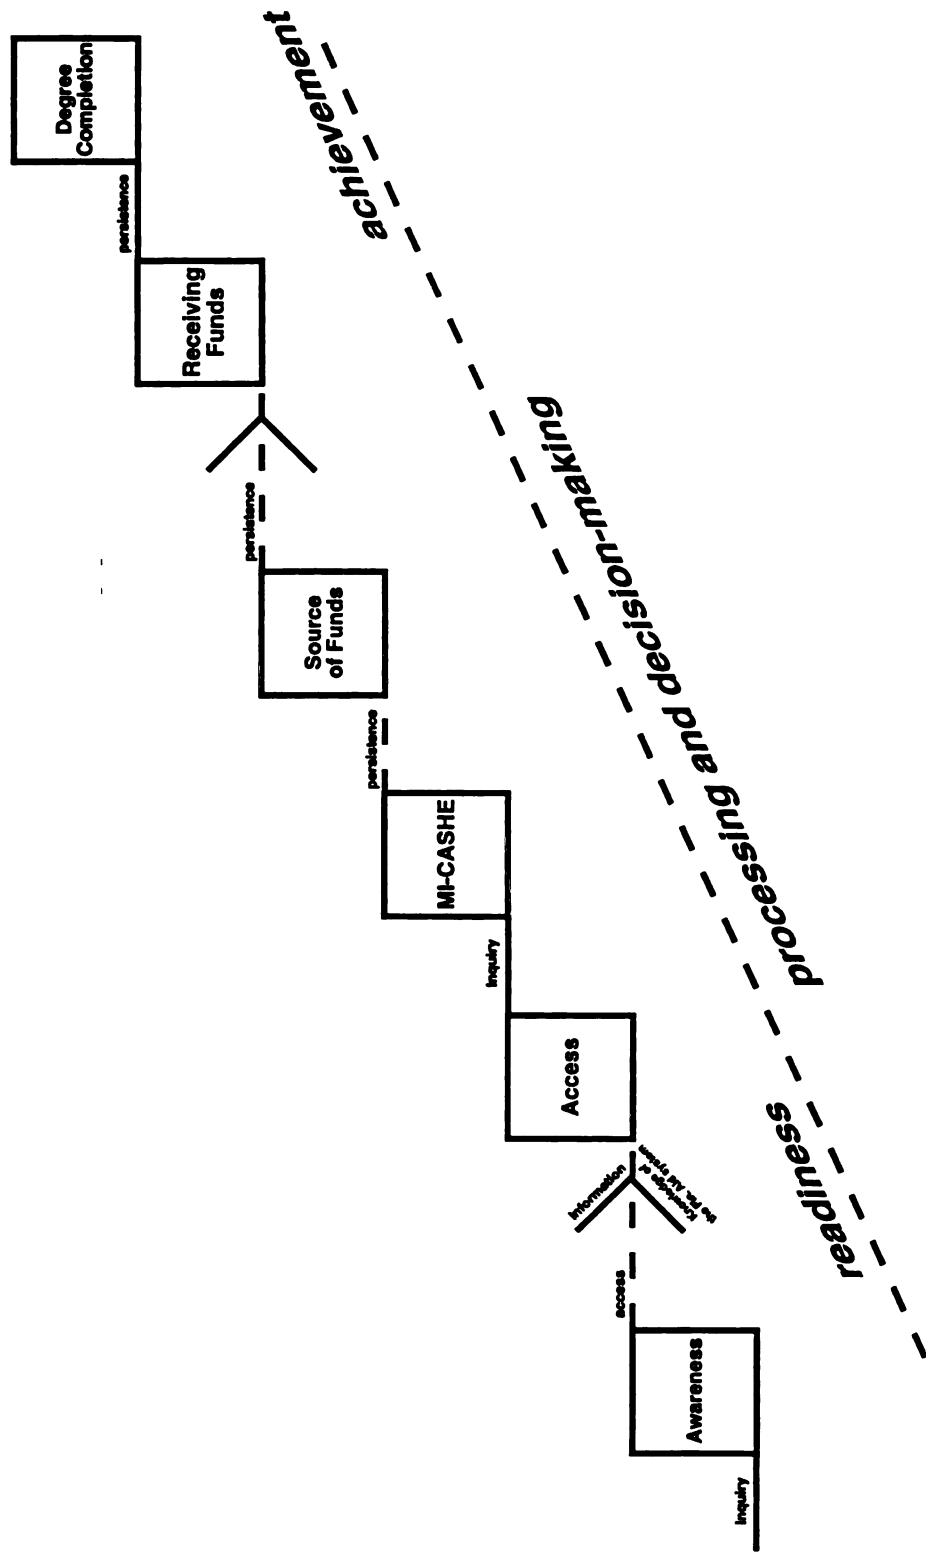 Inquiry
Awareness
access
Information
Knowledge of
the Fin. Aid system
Access
Inquiry
MI-CASHE
persistence
Source
of Funds
persistence
Receiving
Funds
persistence
Degree
Completion
readiness
processing and decision-making
achievement